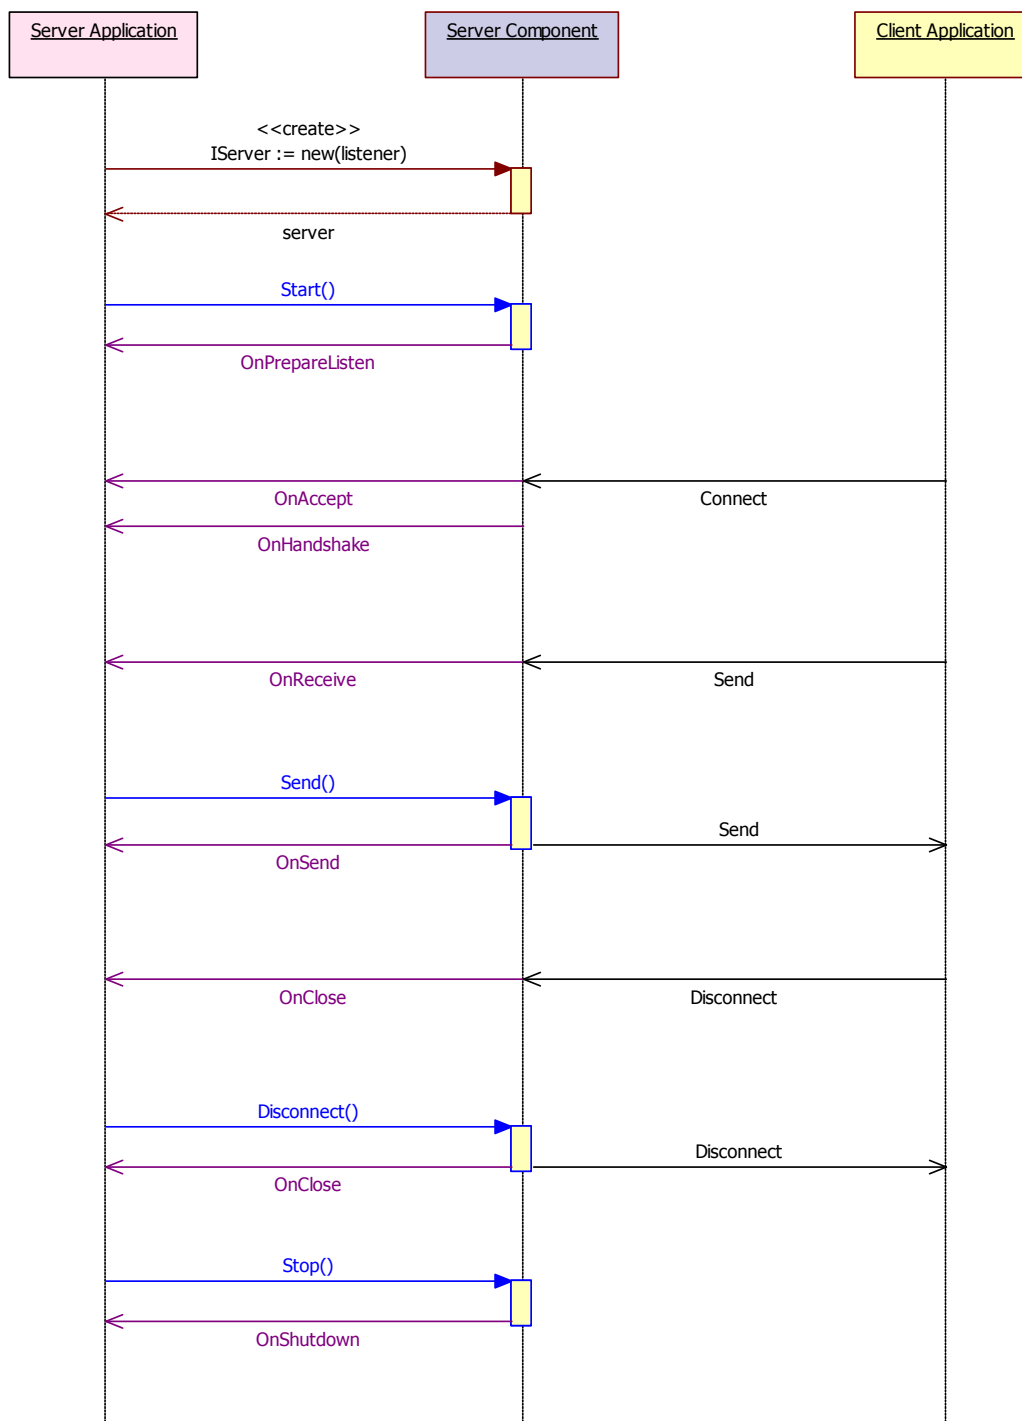 Server Application
Server Component
Client Application
<<create>>
IServer := new(listener)
server
Start()
OnPrepareListen
OnAccept
Connect
OnHandshake
OnReceive
Send
Send()
Send
OnSend
OnClose
Disconnect
Disconnect()
Disconnect
OnClose
Stop()
OnShutdown